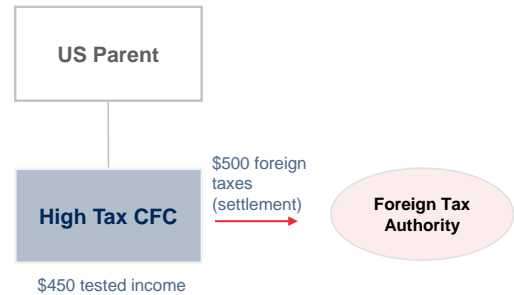 US Parent
$500 foreign
taxes
(settlement)
High Tax CFC
Foreign Tax
Authority
$450 tested income